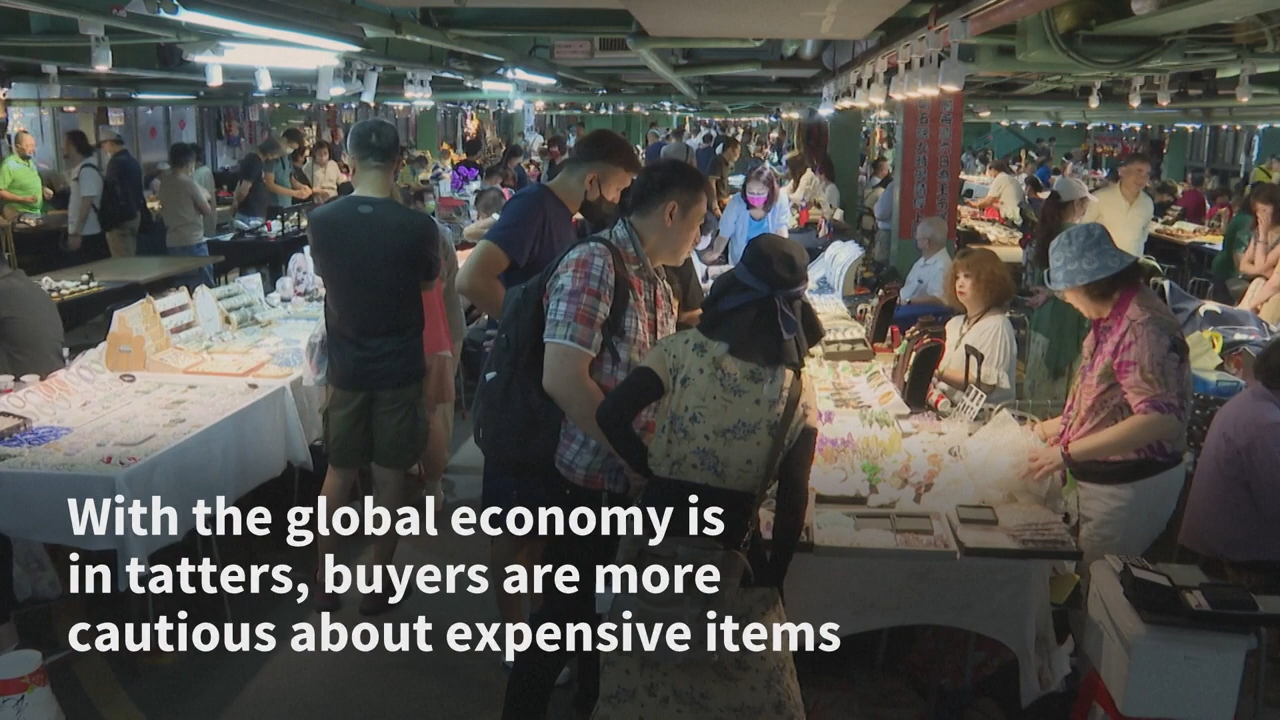 With the global economy is
in tatters, buyers are more
cautious about expensive items